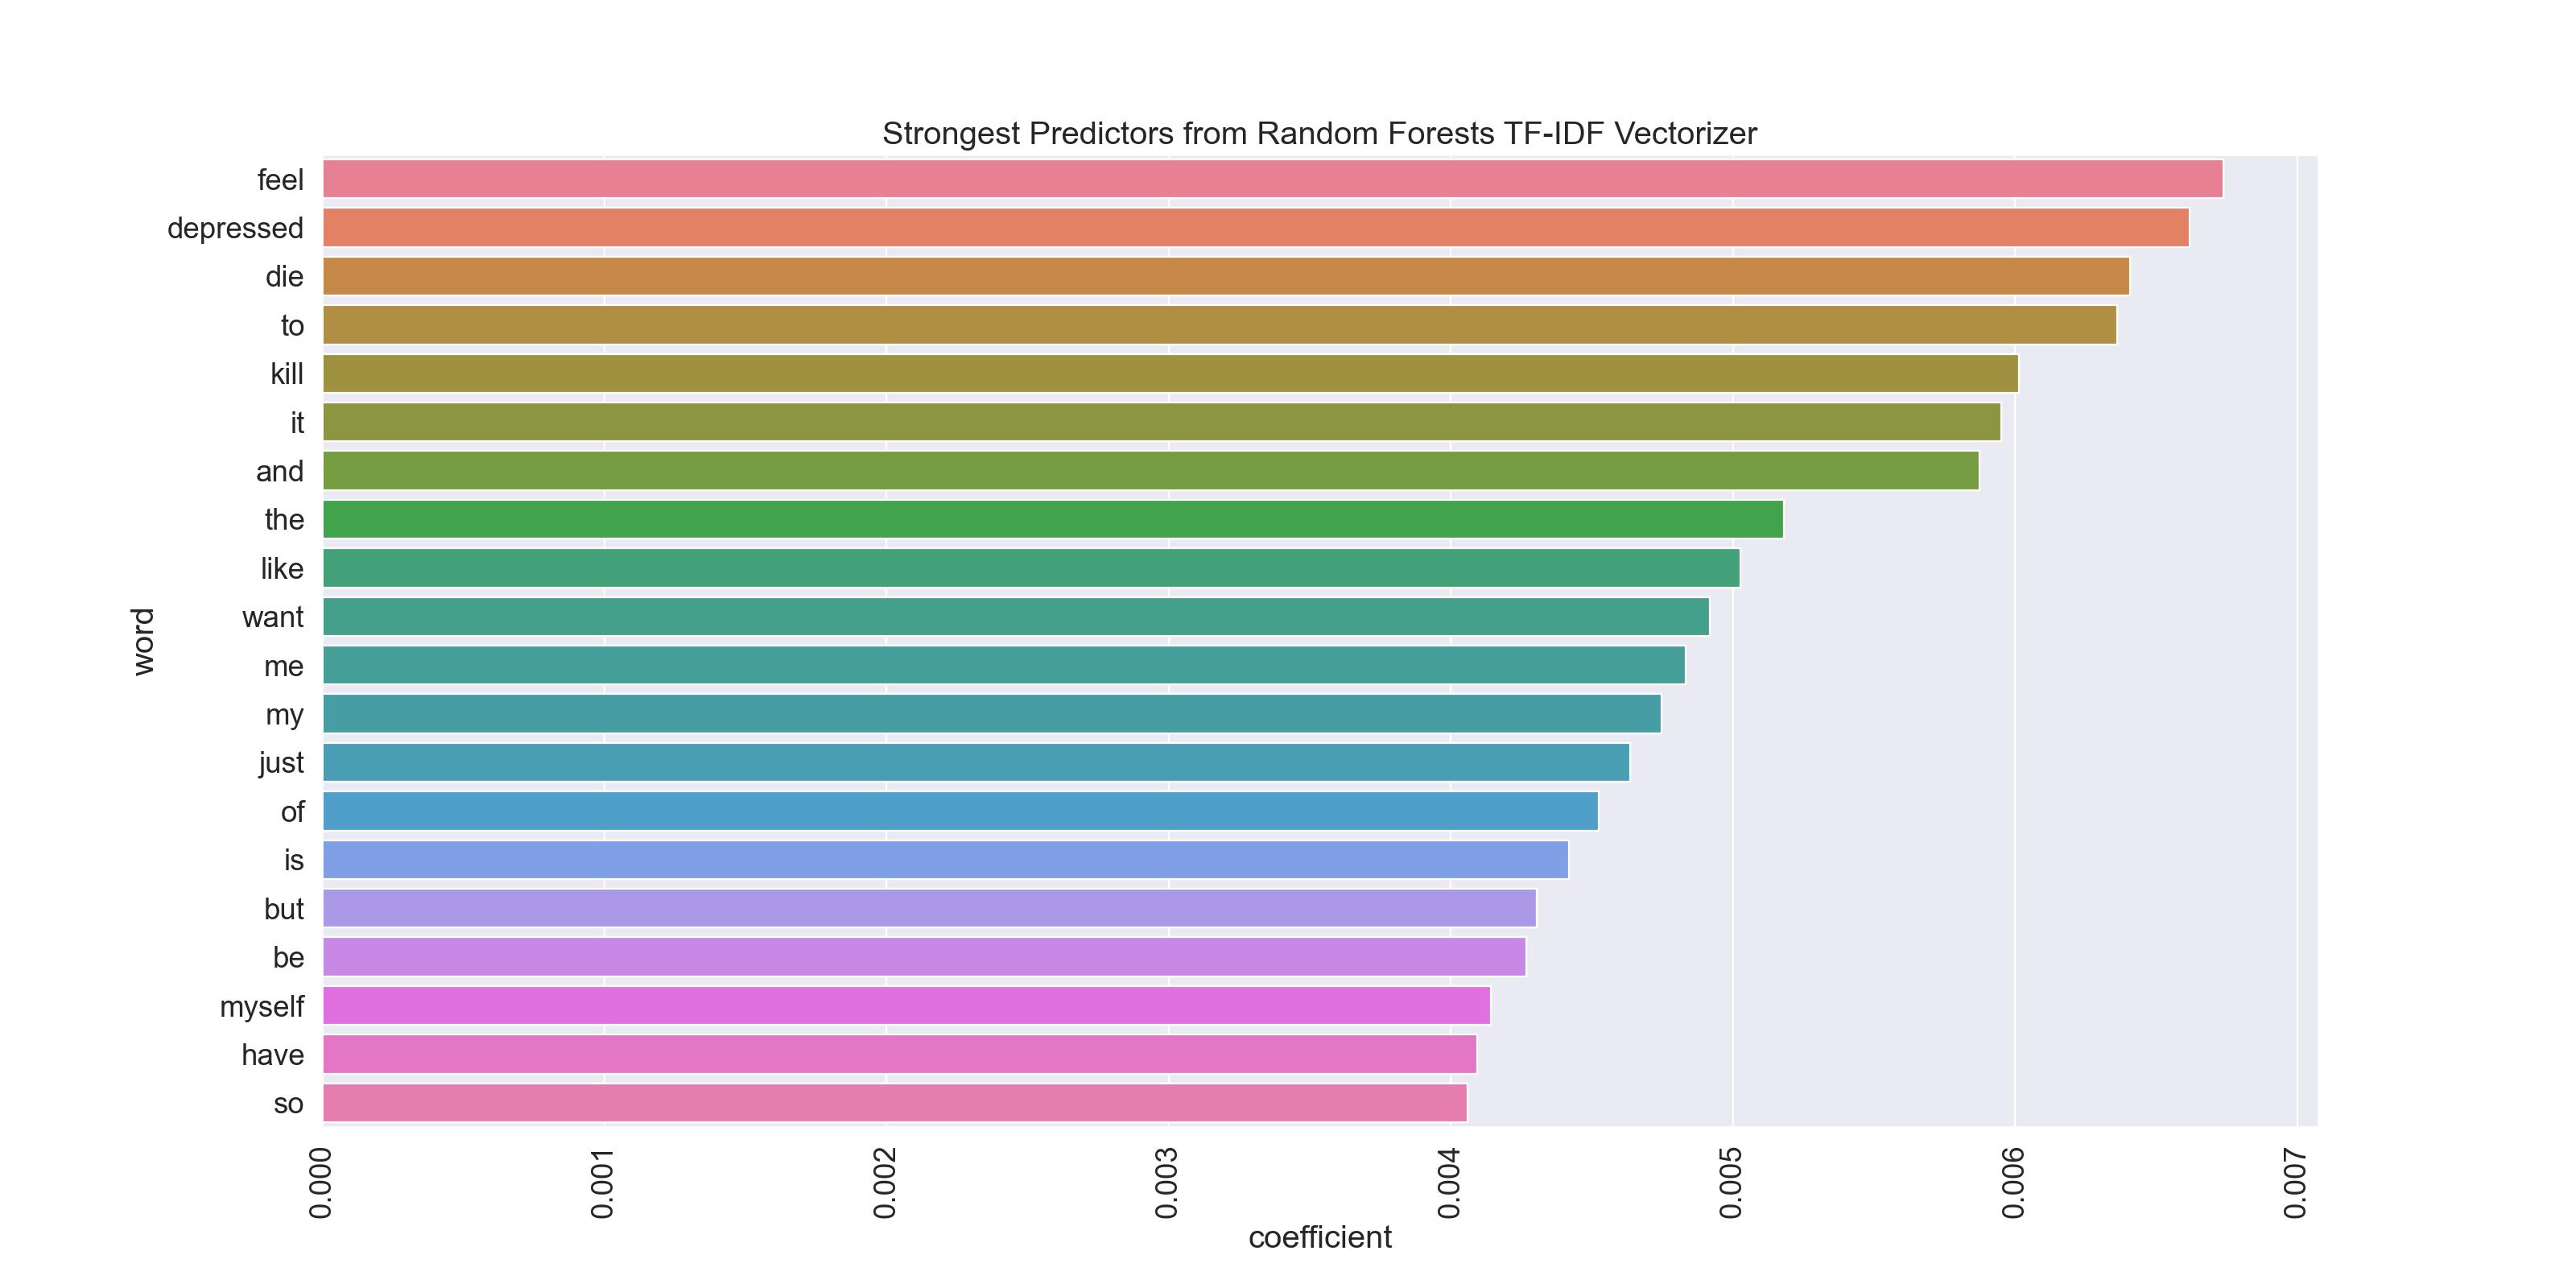 Strongest Predictors from Random Forests TF-IDF Vectorizer
feel
depressed
die
to
kill
it
and
the
like
want
me
my
just
of
is
but
be
myself
have
so
word
0.000
0.001
0.002
0.003
0.004
0.005
0.006
0.007
coefficient